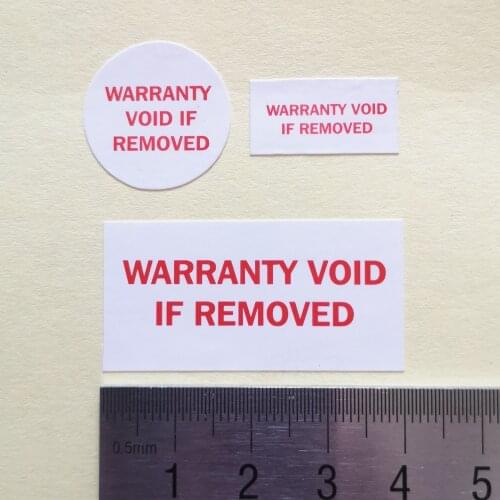 WARRANTY
VOID IF
REMOVED
WARRANTY VOID
IF REMOVED
WARRANTY VOID
IF REMOVED
0.5mm
1 2 3 4 5